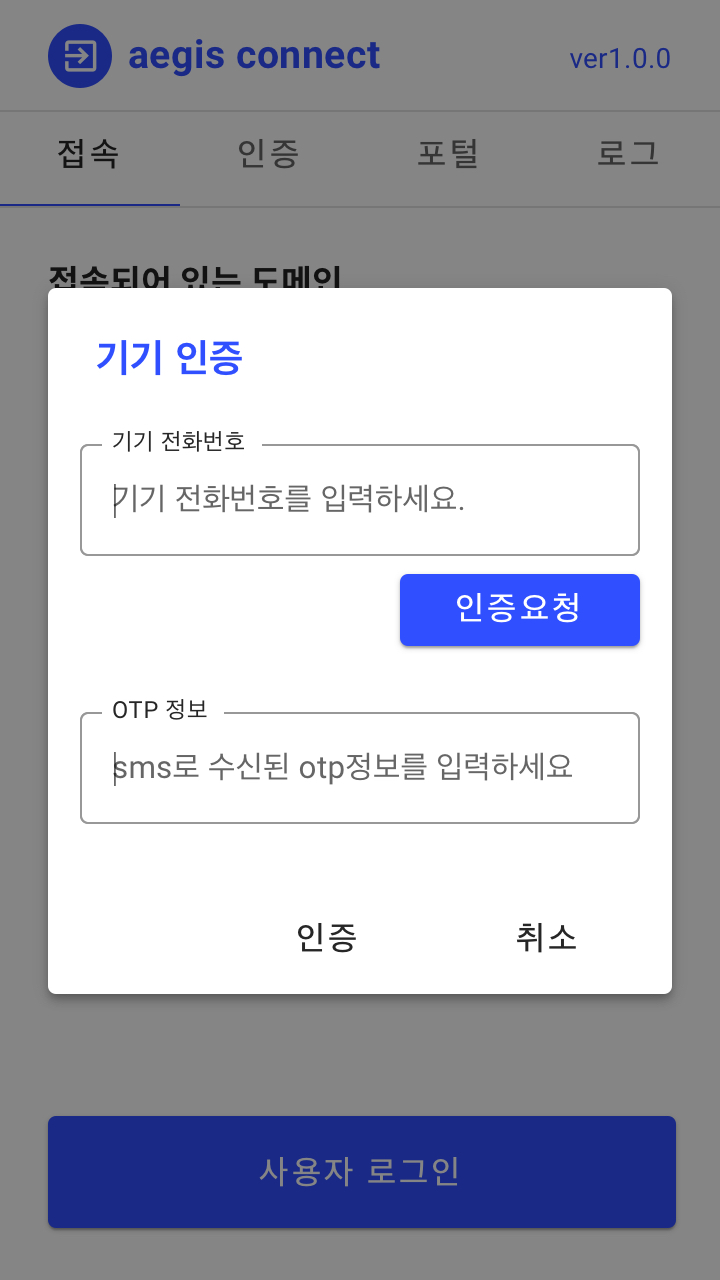 aegis connect
ver1.0.0
접속 인증 포털 로그
접속되어 있는 도메인
기기 인증
기기 전화번호
기기 전화번호를 입력하세요.
인증요청
OTP 정보
sms로 수신된 otp정보를 입력하세요
인증 취소
사용자 로그인